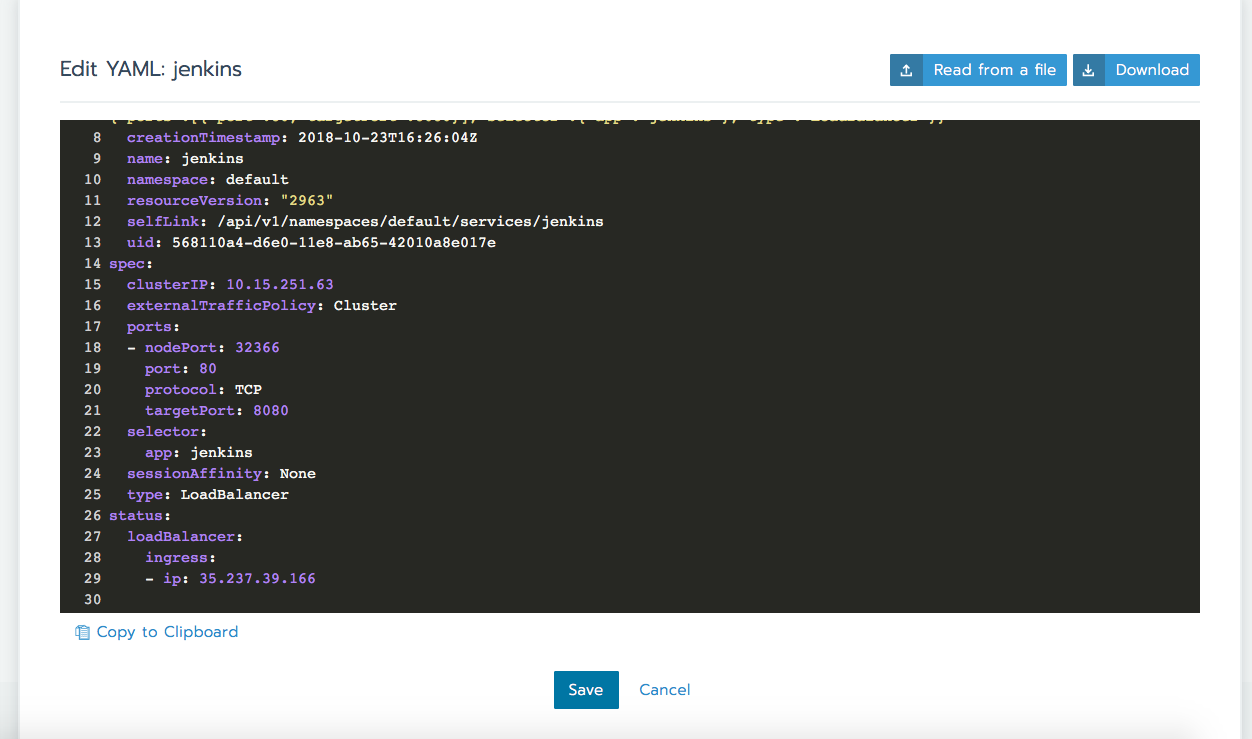 Edit YAML: jenkins
Read from a file
Download
8 creationTimestamp: 2018-10-23T16:26:04Z
9 name: jenkins
10 namespace: default
11 resourceVersion: "2963"
12 selfLink: /api/v1/namespaces/default/services/jenkins
13 uid: 568110a4-d6e0-11e8-ab65-42010a8e017e
14 spec:
15 clusterIP: 10.15.251.63
16 externalTrafficPolicy: Cluster
17 ports:
18 - nodePort: 32366
19 port: 80
20 protocol: TCP
21 targetPort: 8080
22 selector:
23 app: jenkins
24 sessionAffinity: None
25 type: LoadBalancer
26 status:
27 loadBalancer:
28 ingress:
29 - ip: 35.237.39.166
30
Copy to Clipboard
Save Cancel